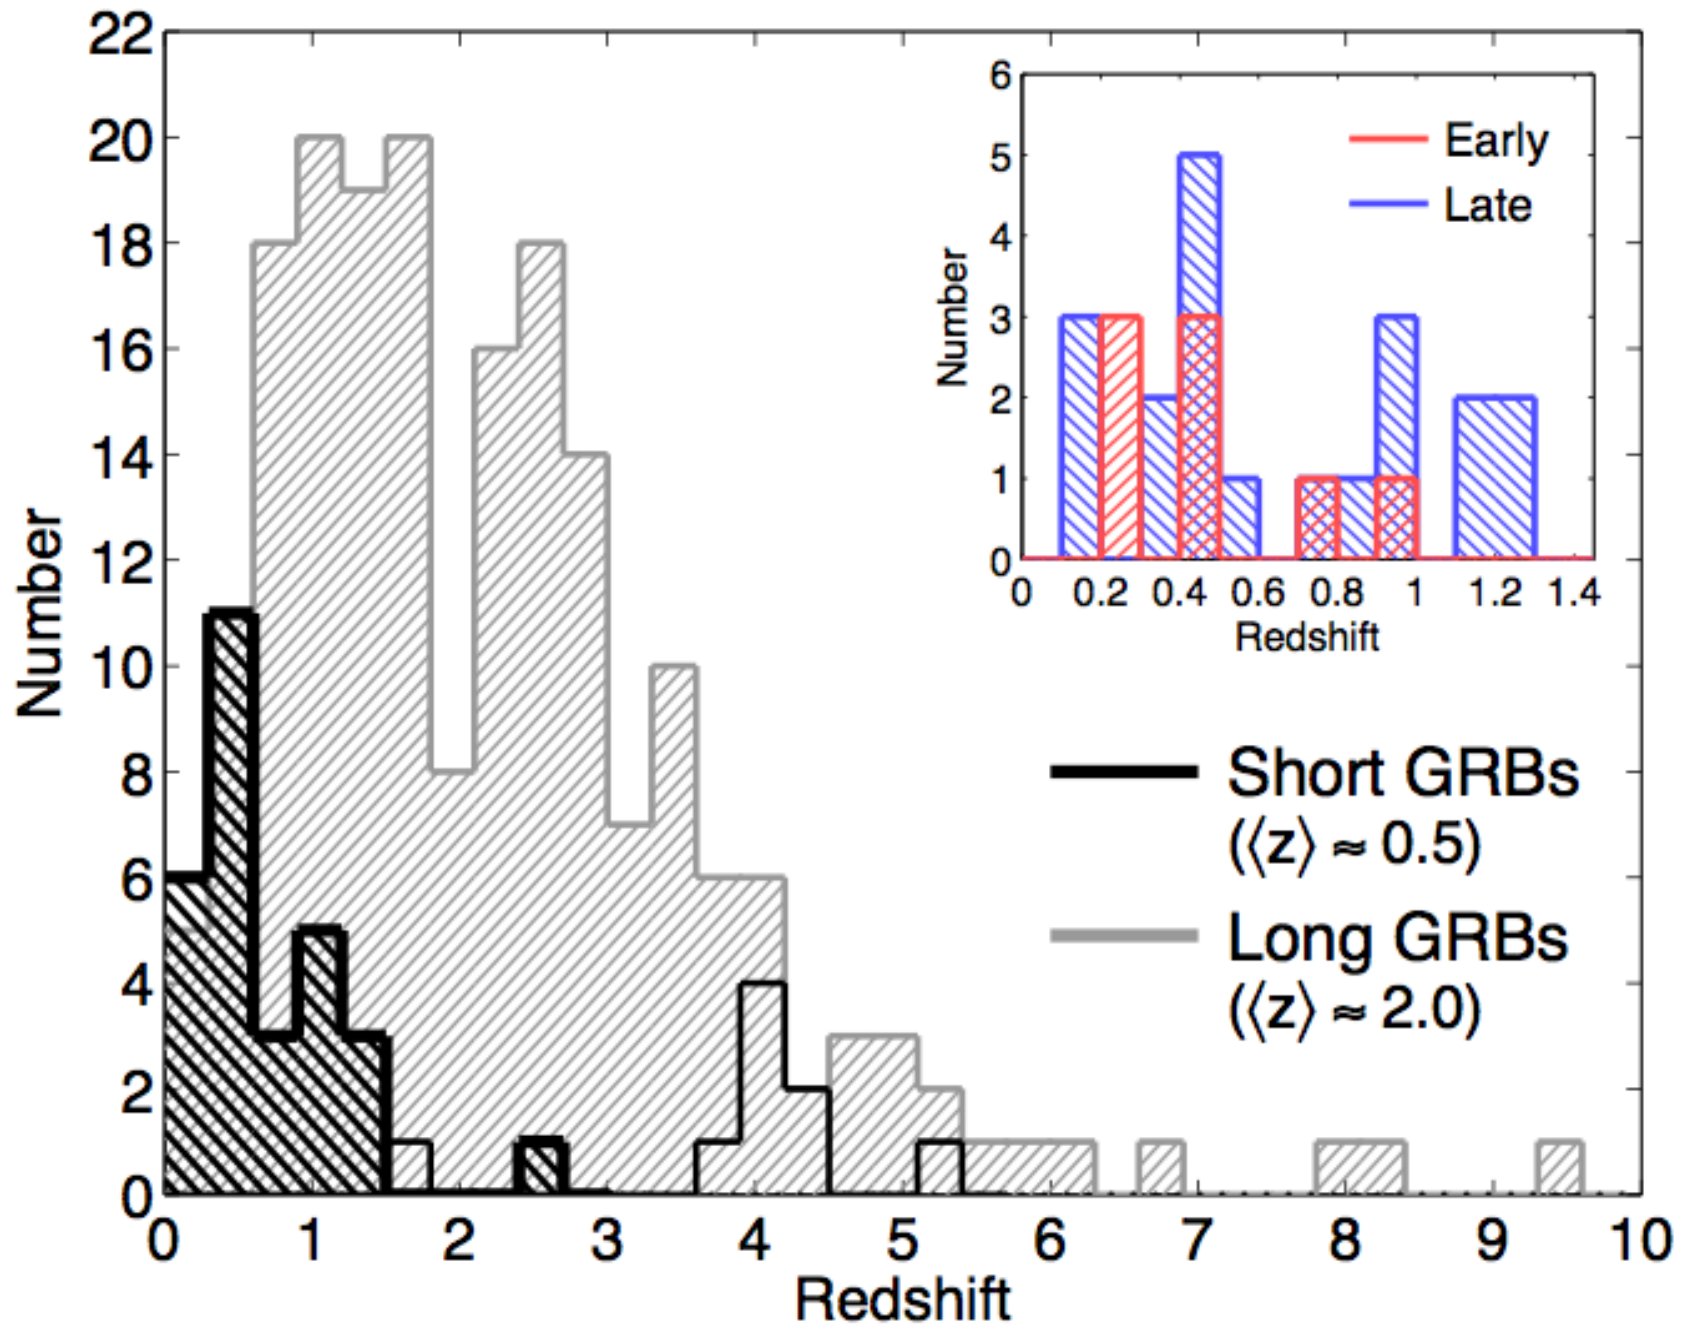 22
20
18
16
14
12
10
8
6
4
2
0
Number
0 1 2 3 4 5 6 7 8 9 10
Redshift
6
5
4
3
2
1
0
Number
0 0.2 0.4 0.6 0.8 1 1.2 1.4
Redshift
Early
Late
Short GRBs
(⟨z⟩ ≈ 0.5)
Long GRBs
(⟨z⟩ ≈ 2.0)